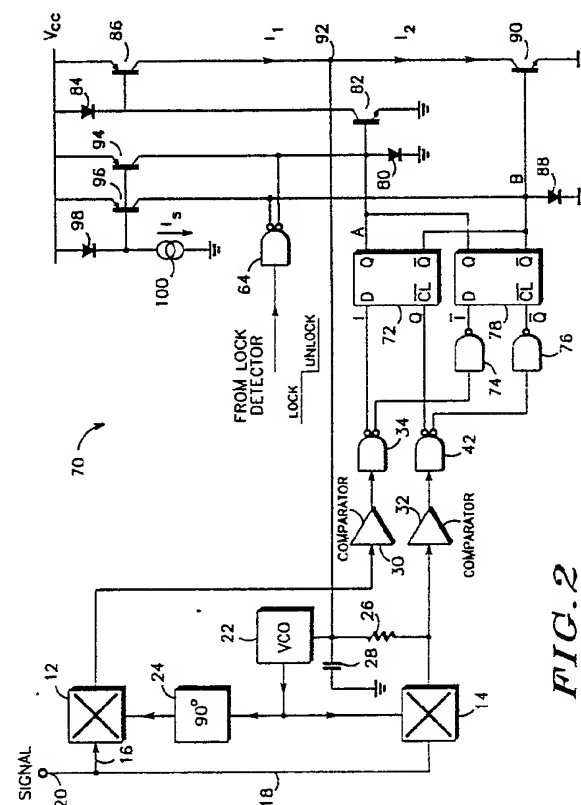 SIGNAL
20
16
12
18
24
90°
22
VCO
28
26
14
COMPARATOR
30
32
COMPARATOR
34
42
70
FROM LOCK
DETECTOR
LOCK
UNLOCK
64
I
D
Q
A
72
Q
CL
Q
I
D
Q
B
78
CL
Q
Q
74
76
Vcc
98
96
94
84
86
100
Is
80
82
88
90
92
I1
I2
FIG. 2